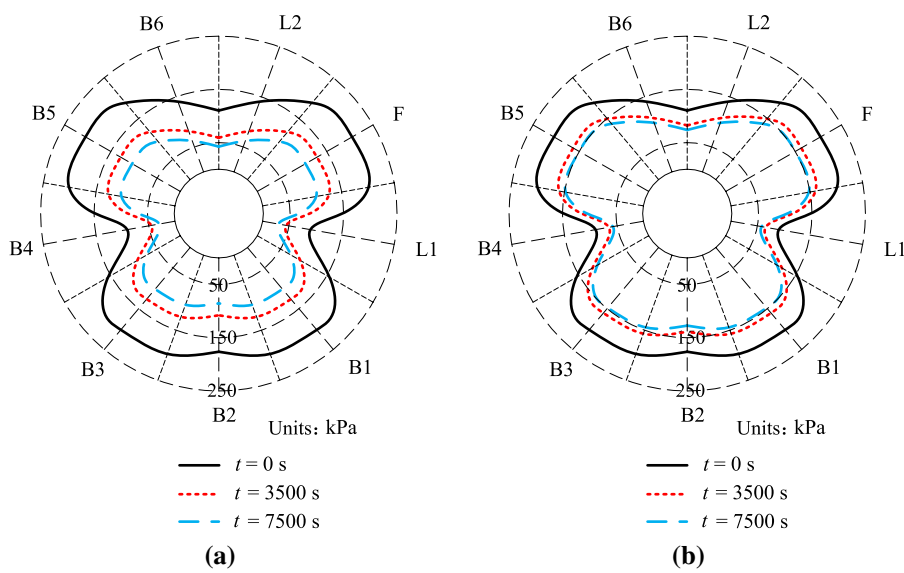 B6
L2
B5
F
B4
L1
50
150
B3
B1
250
B2
Units: kPa
t = 0 s
t = 3500 s
t = 7500 s
(a)
B6
L2
B5
F
B4
L1
50
150
B3
B1
250
B2
Units: kPa
t = 0 s
t = 3500 s
t = 7500 s
(b)